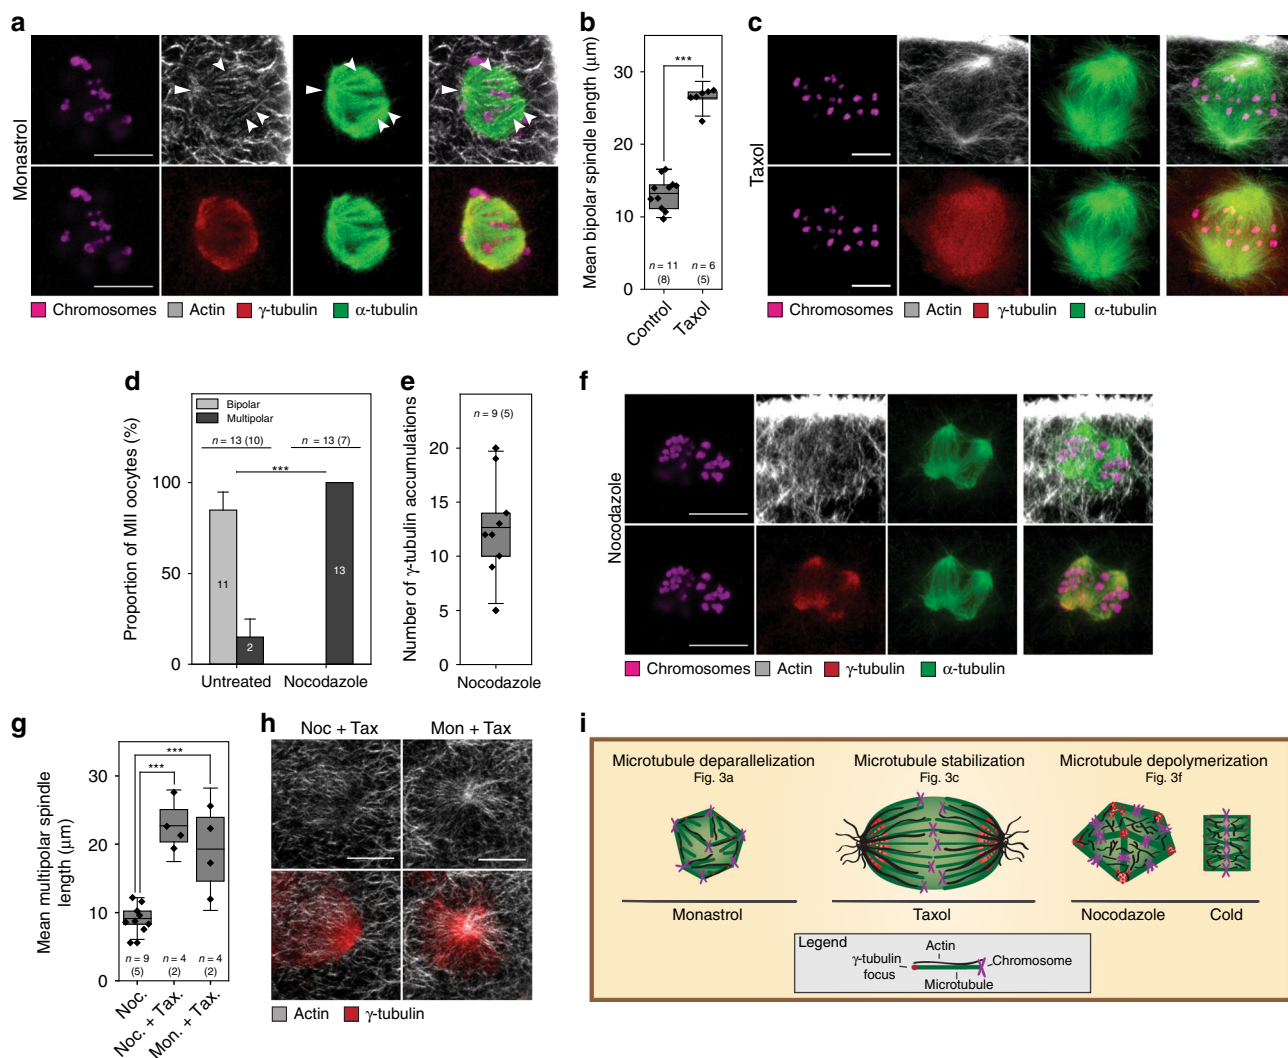 a
Monastrol
Chromosomes Actin γ-tubulin α-tubulin
b
Mean bipolar spindle length (μm)
30
20
10
0
***
n = 11
(8)
n = 6
(5)
Control
Taxol
c
Taxol
Chromosomes Actin γ-tubulin α-tubulin
d
Proportion of MII oocytes (%)
Bipolar
Multipolar
n = 13 (10)
n = 13 (7)
***
100
50
0
11
2
13
Untreated
Nocodazole
e
Number of γ-tubulin accumulations
n = 9 (5)
20
15
10
5
0
Nocodazole
f
Nocodazole
Chromosomes Actin γ-tubulin α-tubulin
g
Mean multipolar spindle
length (μm)
***
***
30
20
10
0
n = 9
(5)
n = 4
(2)
n = 4
(2)
Noc.
Noc. + Tax.
Mon. + Tax.
h
Noc + Tax
Mon + Tax
Actin γ-tubulin
i
Microtubule deparallelization
Fig. 3a
Microtubule stabilization
Fig. 3c
Microtubule depolymerization
Fig. 3f
Monastrol
Taxol
Nocodazole
Cold
Legend
Actin
γ-tubulin
focus
Chromosome
Microtubule